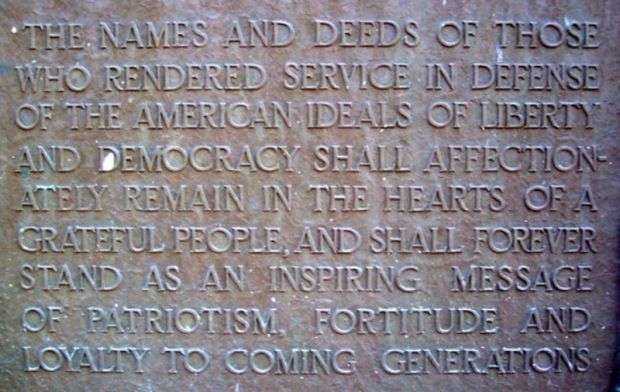 THE NAMES AND DEEDS OF THOSE
WHO RENDERED SERVICE IN DEFENSE
OF THE AMERICAN IDEALS OF LIBERTY
AND DEMOCRACY SHALL AFFECTION-
ATELY REMAIN IN THE HEARTS OF A
GRATEFUL PEOPLE, AND SHALL FOREVER
STAND AS AN INSPIRING MESSAGE
OF PATRIOTISM, FORTITUDE AND
LOYALTY TO COMING GENERATIONS